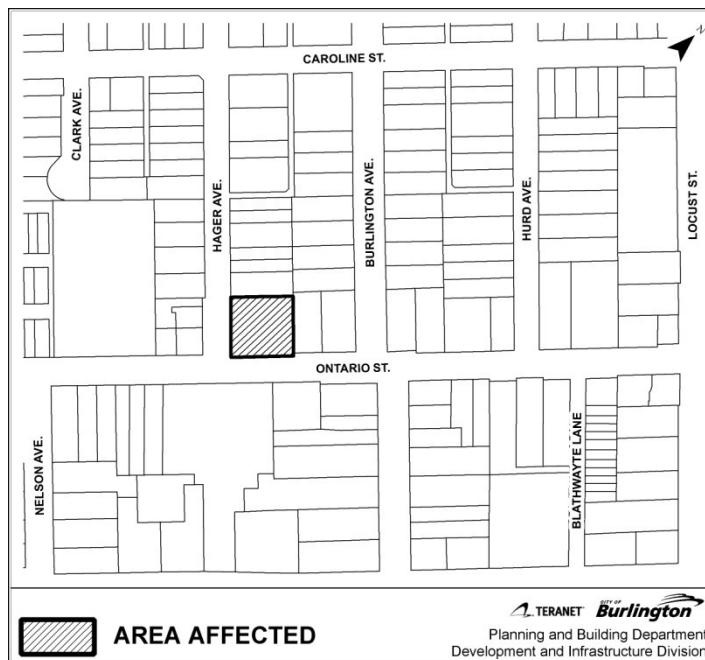 CAROLINE ST.
N
CLARK AVE.
HAGER AVE.
BURLINGTON AVE.
HURD AVE.
LOCUST ST.
ONTARIO ST.
NELSON AVE.
BLATHWAYTE LANE
AREA AFFECTED
TERANET
CITY OF
Burlington
Planning and Building Department
Development and Infrastructure Division